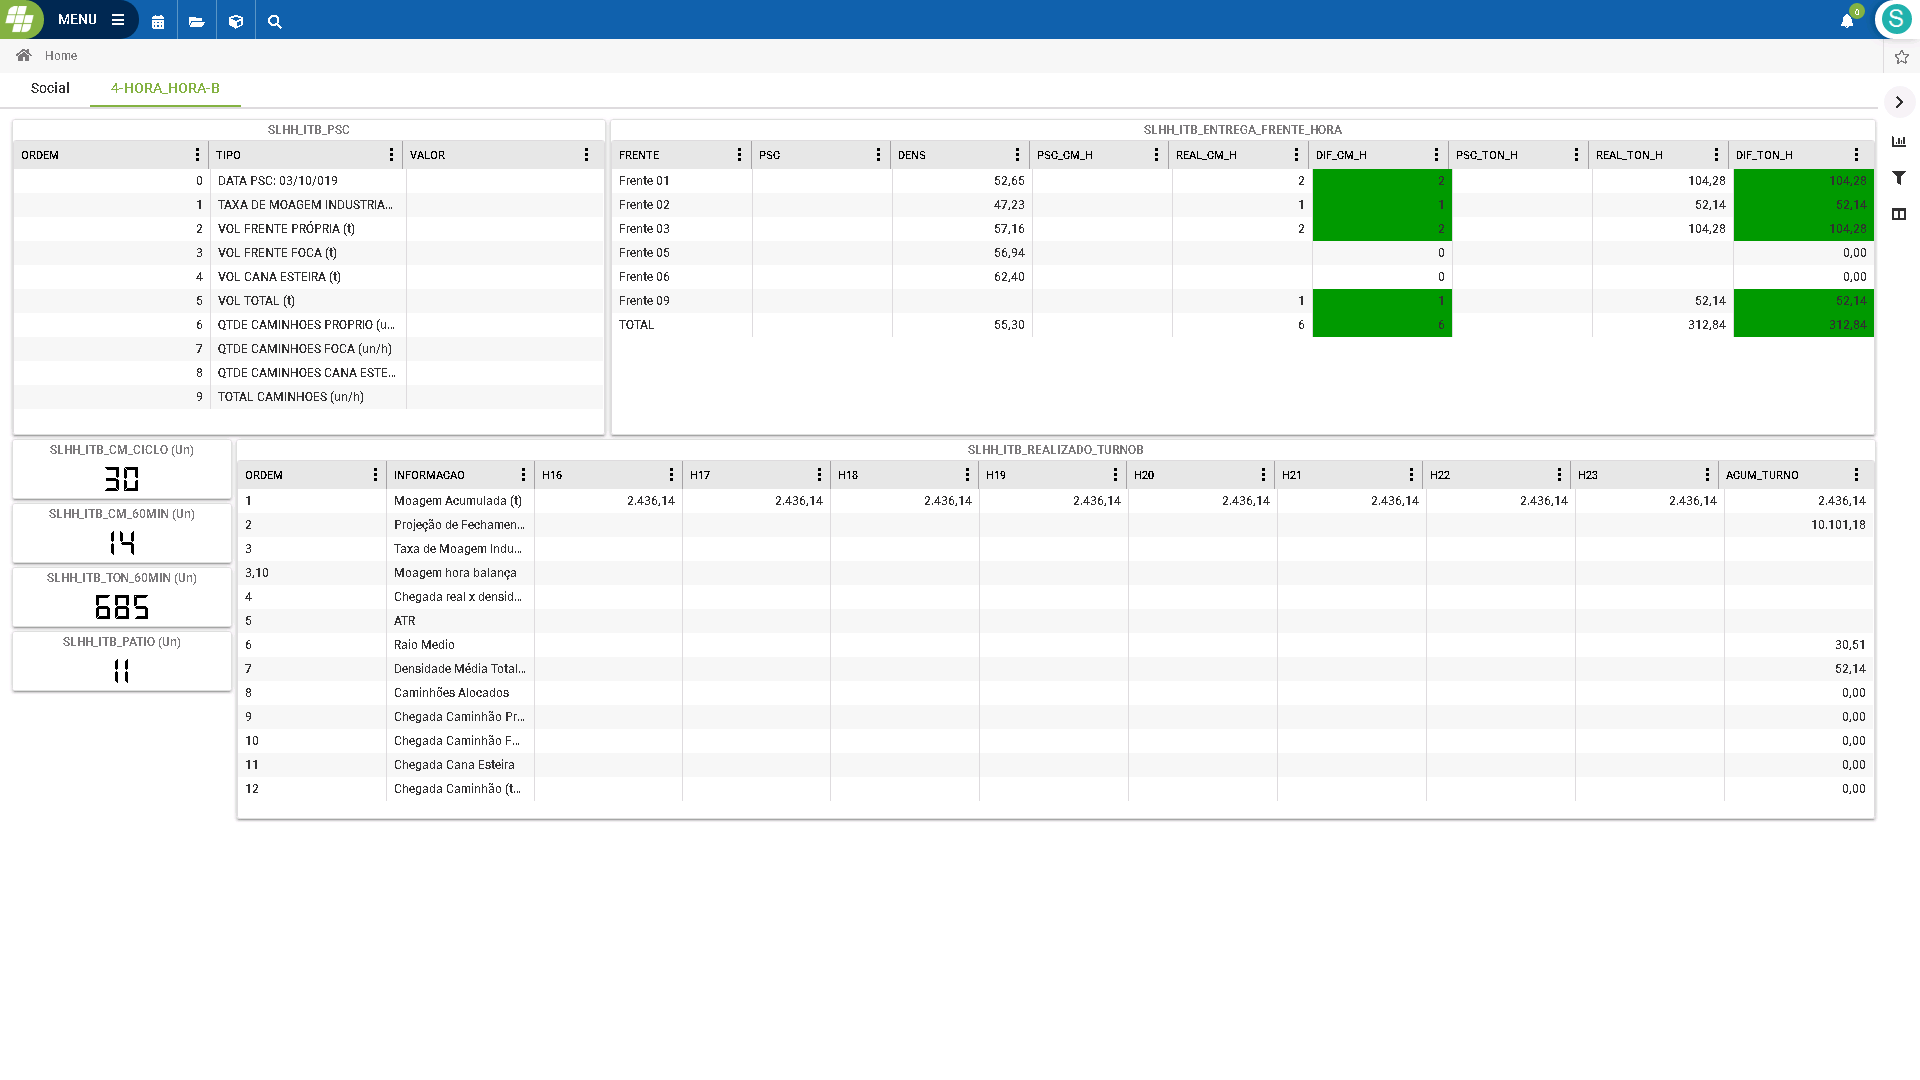 MENU
0
S
Home
Social 4-HORA_HORA-B
SLHH_ITB_PSC
ORDEM TIPO VALOR
0 DATA PSC: 03/10/019
1 TAXA DE MOAGEM INDUSTRIA...
2 VOL FRENTE PRÓPRIA (t)
3 VOL FRENTE FOCA (t)
4 VOL CANA ESTEIRA (t)
5 VOL TOTAL (t)
6 QTDE CAMINHOES PROPRIO (u...
7 QTDE CAMINHOES FOCA (un/h)
8 QTDE CAMINHOES CANA ESTE...
9 TOTAL CAMINHOES (un/h)
SLHH_ITB_ENTREGA_FRENTE_HORA
FRENTE PSC DENS PSC_CM_H REAL_CM_H DIF_CM_H PSC_TON_H REAL_TON_H DIF_TON_H
Frente 01 52,65 2 2 104,28 104,28
Frente 02 47,23 1 1 52,14 52,14
Frente 03 57,16 2 2 104,28 104,28
Frente 05 56,94 0 0,00
Frente 06 62,40 0 0,00
Frente 09 1 1 52,14 52,14
TOTAL 55,30 6 6 312,84 312,84
SLHH_ITB_CM_CICLO (Un)
30
SLHH_ITB_CM_60MIN (Un)
14
SLHH_ITB_TON_60MIN (Un)
685
SLHH_ITB_PATIO (Un)
11
SLHH_ITB_REALIZADO_TURNOB
ORDEM INFORMACAO H16 H17 H18 H19 H20 H21 H22 H23 ACUM_TURNO
1 Moagem Acumulada (t) 2.436,14 2.436,14 2.436,14 2.436,14 2.436,14 2.436,14 2.436,14 2.436,14 2.436,14
2 Projeção de Fechamen... 10.101,18
3 Taxa de Moagem Indu...
3,10 Moagem hora balança
4 Chegada real x densid...
5 ATR
6 Raio Medio 30,51
7 Densidade Média Total... 52,14
8 Caminhões Alocados 0,00
9 Chegada Caminhão Pr... 0,00
10 Chegada Caminhão F... 0,00
11 Chegada Cana Esteira 0,00
12 Chegada Caminhão (t... 0,00